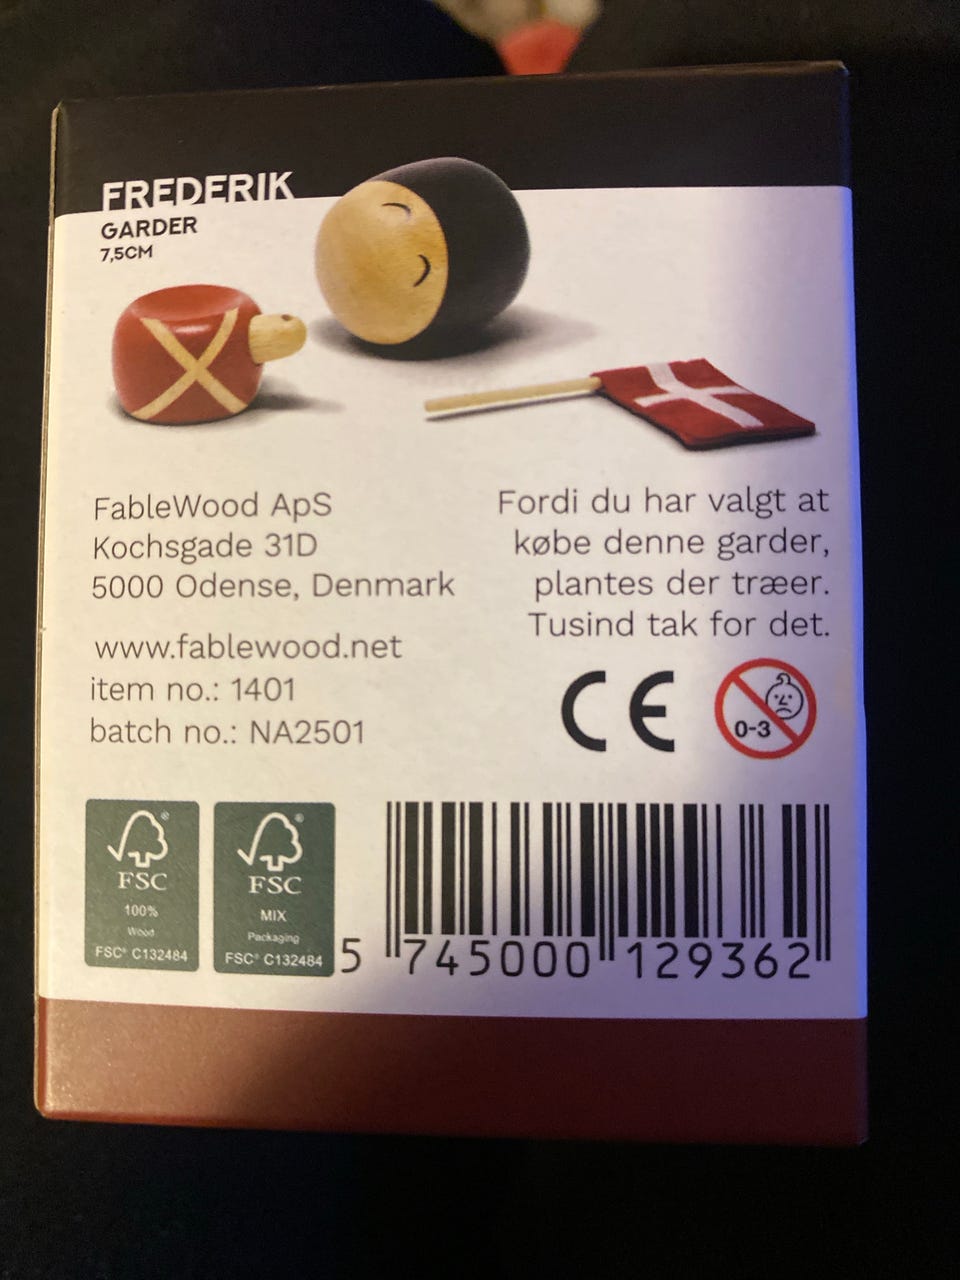 FREDERIK
GARDER
7,5CM
FableWood ApS
Kochsgade 31D
5000 Odense, Denmark
www.fablewood.net
item no.: 1401
batch no.: NA2501
Fordi du har valgt at
købe denne garder,
plantes der træer.
Tusind tak for det.
CE
0-3
FSC
100%
Wood
FSC® C132484
FSC
MIX
Packaging
FSC® C132484
5 745000 129362